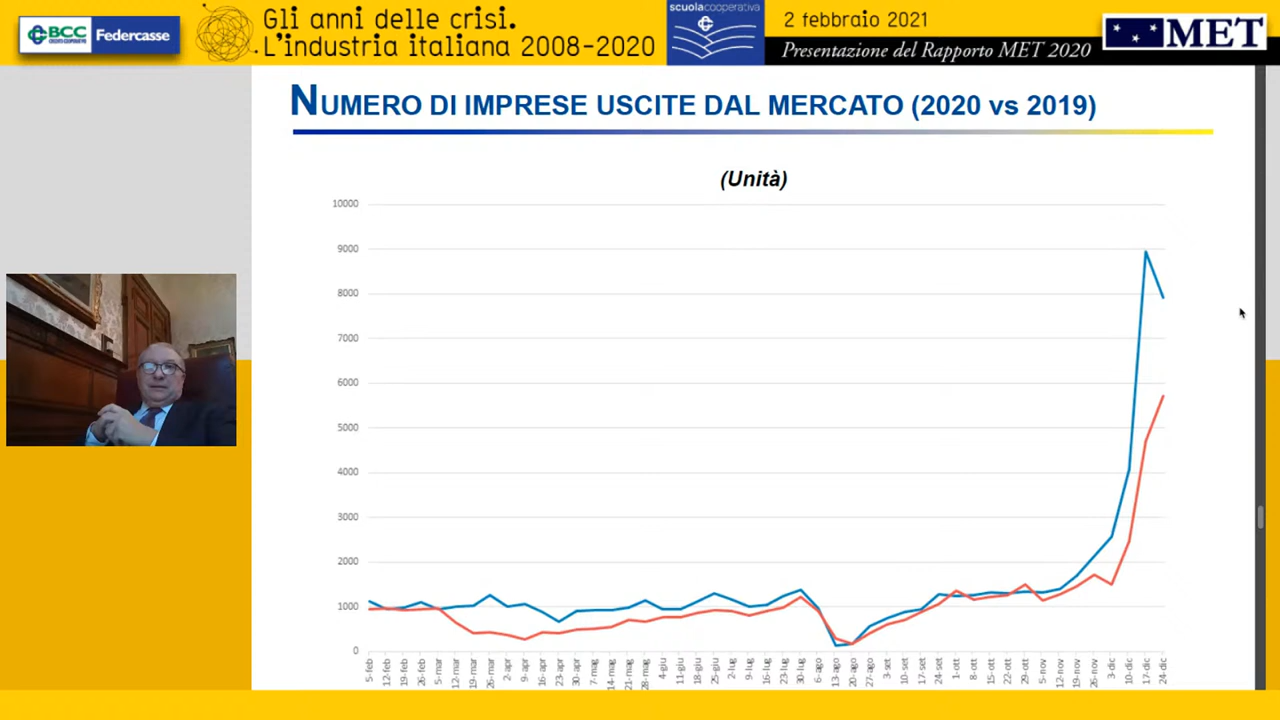 BCC
CREDITO COOPERATIVO
Federcasse
Gli anni delle crisi.
L'industria italiana 2008-2020
scuolacooperativa
2 febbraio 2021
Presentazione del Rapporto MET 2020
MET
NUMERO DI IMPRESE USCITE DAL MERCATO (2020 vs 2019)
(Unità)
10000
9000
8000
7000
6000
5000
4000
3000
2000
1000
0
5-feb
12-feb
19-feb
26-feb
5-mar
12-mar
19-mar
26-mar
2-apr
9-apr
16-apr
23-apr
30-apr
7-mag
14-mag
21-mag
28-mag
4-giu
11-giu
18-giu
25-giu
2-lug
9-lug
16-lug
23-lug
30-lug
6-ago
13-ago
20-ago
27-ago
3-set
10-set
17-set
24-set
1-ott
8-ott
15-ott
22-ott
29-ott
5-nov
12-nov
19-nov
26-nov
3-dic
10-dic
17-dic
24-dic